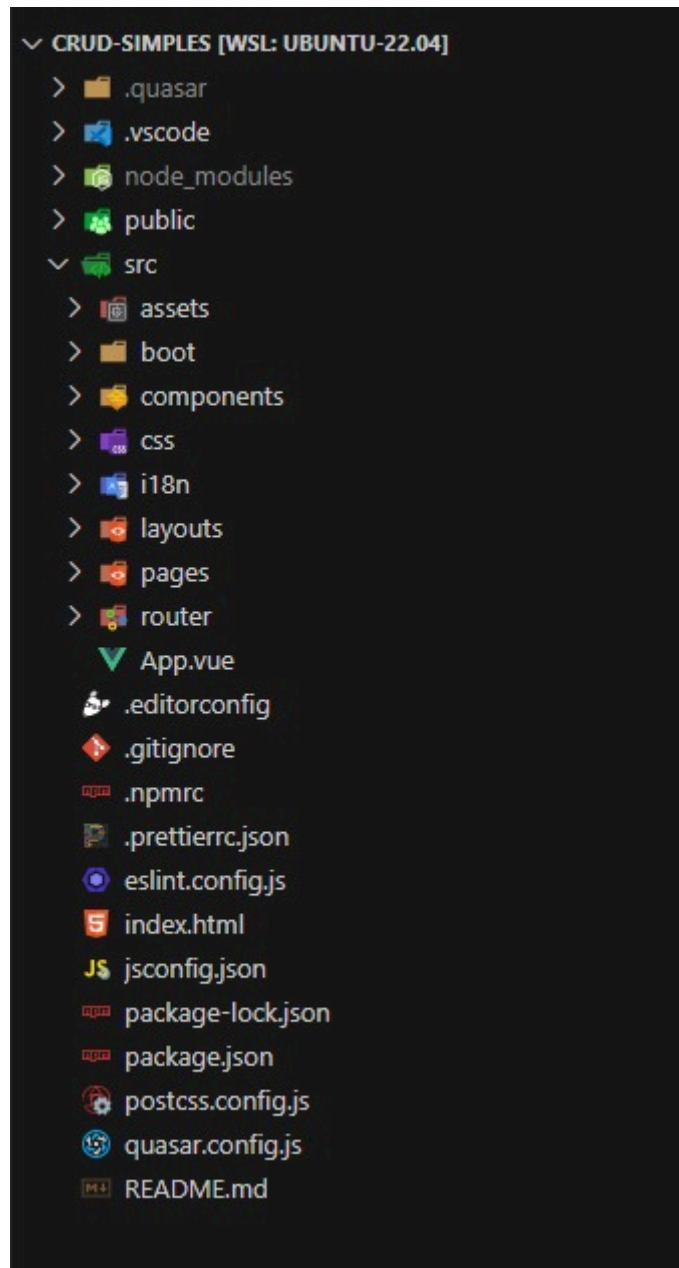 CRUD-SIMPLES [WSL: UBUNTU-22.04]
.quasar
.vscode
node_modules
public
src
assets
boot
components
css
i18n
layouts
pages
router
App.vue
.editorconfig
.gitignore
.npmrc
.prettierrc.json
eslint.config.js
index.html
jsconfig.json
package-lock.json
package.json
postcss.config.js
quasar.config.js
README.md